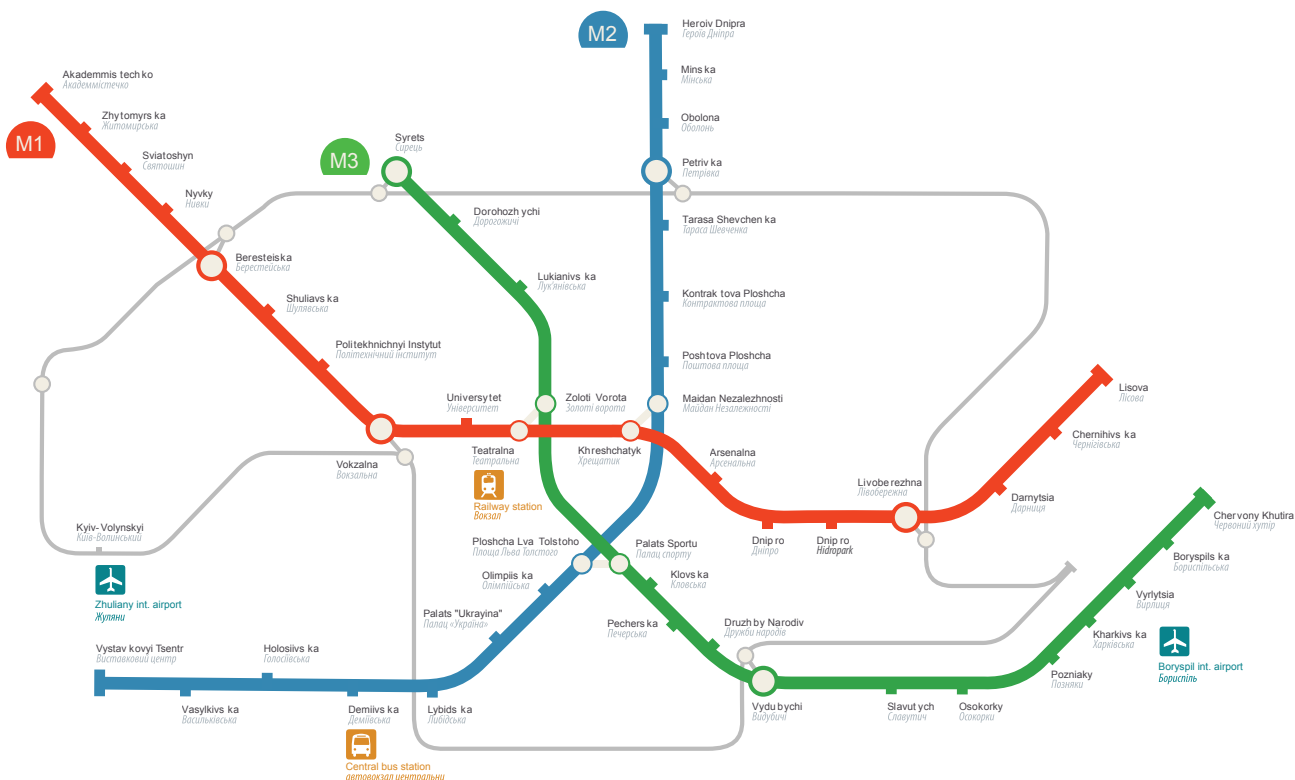 M2
Heroiv Dnipra
Героїв Дніпра
Mins ka
Мінська
Obolona
Оболонь
Petriv ka
Петрівка
Tarasa Shevchen ka
Тараса Шевченка
Kontrak tova Ploshcha
Контрактова площа
Poshtova Ploshcha
Поштова площа
Maidan Nezalezhnosti
Майдан Незалежності
M1
Akademmis tech ko
Академмістечко
Zhytomyrs ka
Житомирська
Sviatoshyn
Святошин
Nyvky
Нивки
Beresteiska
Берестейська
Shuliavs ka
Шулявська
Politekhnichnyi Instytut
Політехнічний інститут
Vokzalna
Вокзальна
M3
Syrets
Сирець
Dorohozh ychi
Дорогожичі
Lukianivs ka
Лук'янівська
Universytet
Університет
Zoloti Vorota
Золоті ворота
Teatralna
Театральна
Railway station
Вокзал
Khreshchatyk
Хрещатик
Arsenalna
Арсенальна
Dnip ro
Дніпро
Dnip ro
Hidropark
Livoberezhna
Лівобережна
Darnytsia
Дарниця
Chernihivs ka
Чернігівська
Lisova
Лісова
Kyiv- Volynskyi
Київ-Волинський
Zhuliany int. airport
Жуляни
Ploshcha Lva Tolstoho
Площа Льва Толстого
Olimpiis ka
Олімпійська
Palats "Ukrayina"
Палац «Україна»
Palats Sportu
Палац спорту
Klovs ka
Кловська
Pechers ka
Печерська
Druzh by Narodiv
Дружби народів
Vydu bychi
Видубичі
Slavut ych
Славутич
Osokorky
Осокорки
Pozniaky
Позняки
Kharkivs ka
Харківська
Vyrlytsia
Вирлиця
Boryspils ka
Бориспільська
Chervony Khutira
Червоний хутір
Boryspil int. airport
Бориспіль
Vystav kovyi Tsentr
Виставковий центр
Vasylkivs ka
Васильківська
Holosiivs ka
Голосіївська
Demiivs ka
Деміївська
Lybids ka
Либідська
Central bus station
автовокзал центральни